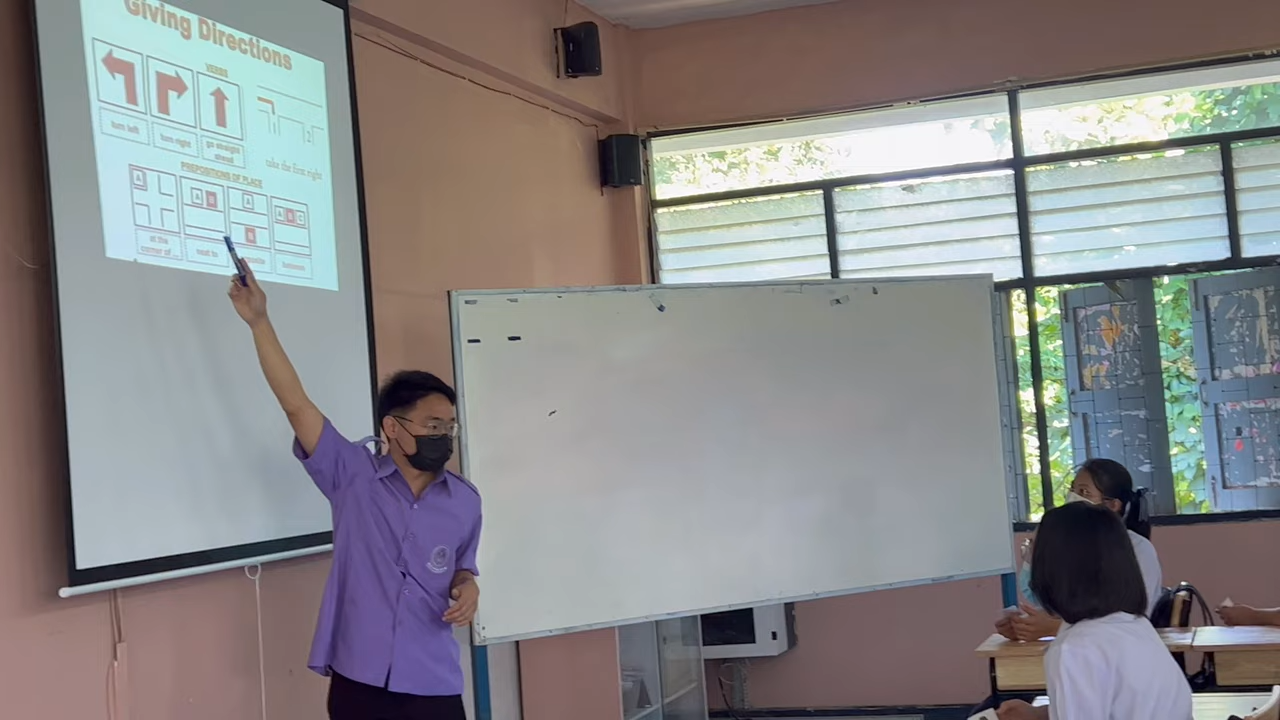 Giving Directions
VERBS
turn left
turn right
go straight
ahead
2
take the first right
PREPOSITIONS OF PLACE
A
A B
A
B
A B C
at the
corner of ...
next to
between